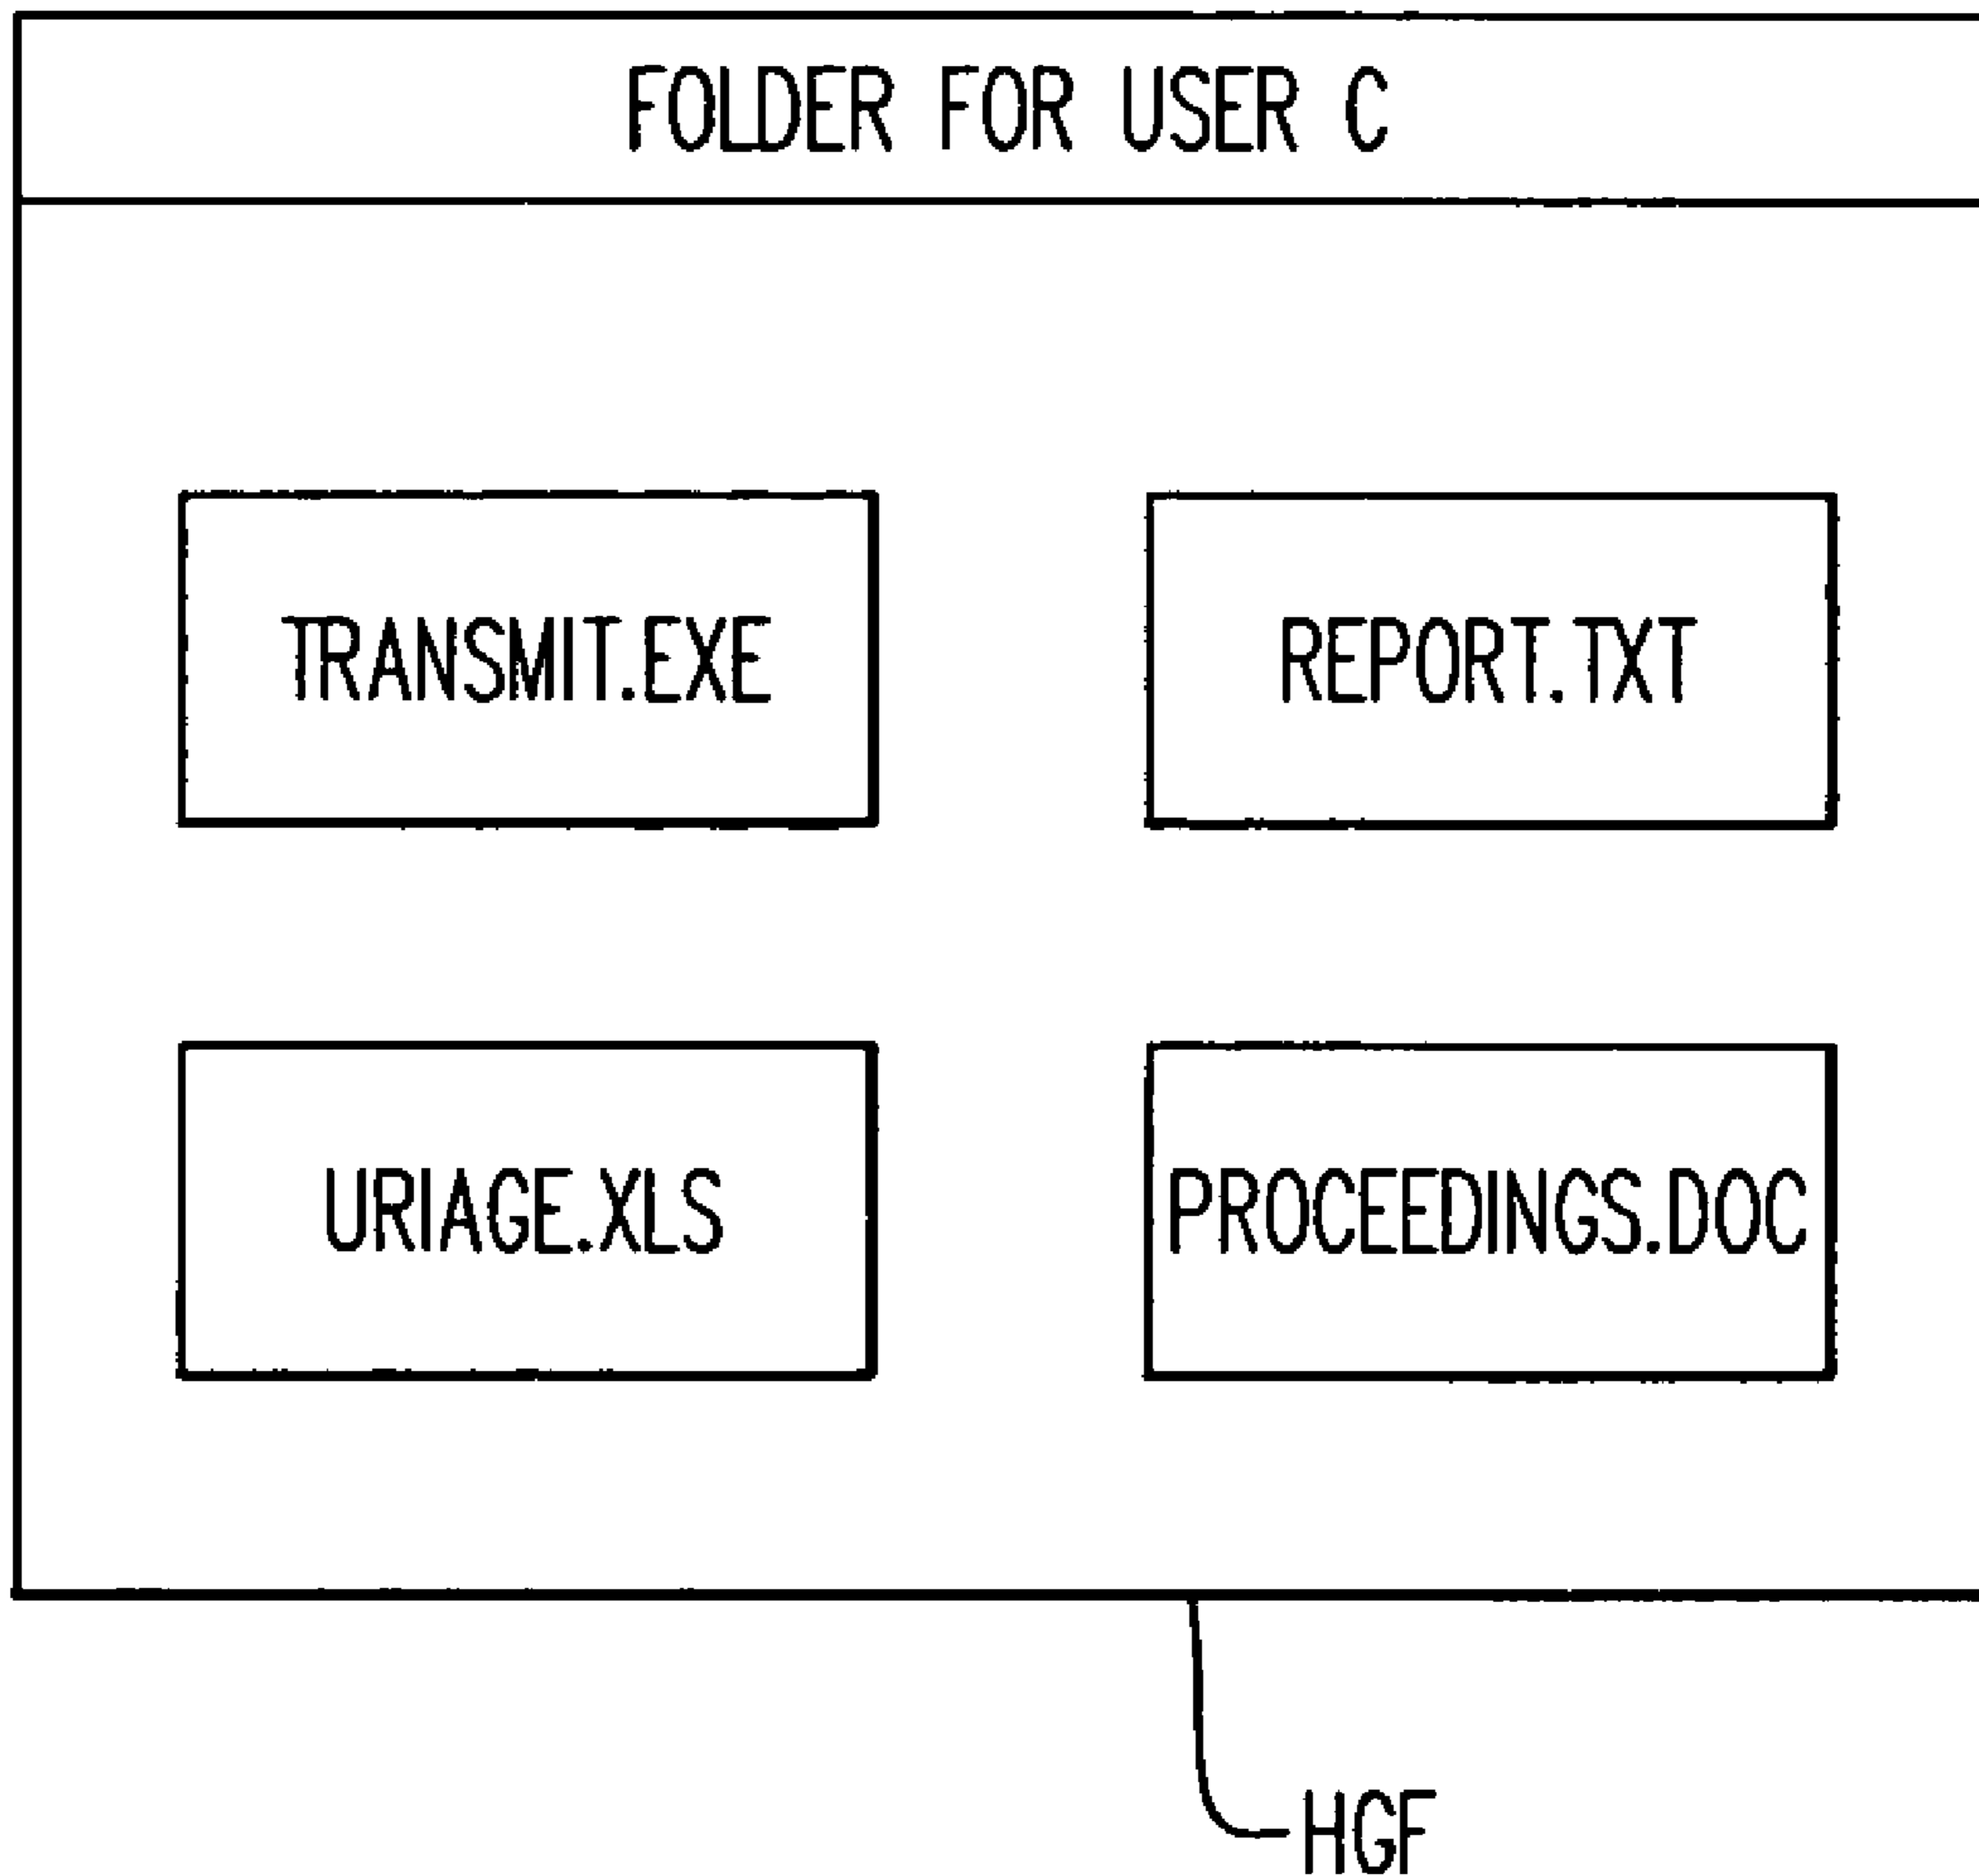 FOLDER FOR USER C
TRANSMIT.EXE
REPORT.TXT
URIAGE.XLS
PROCEEDINGS.DOC
HGF